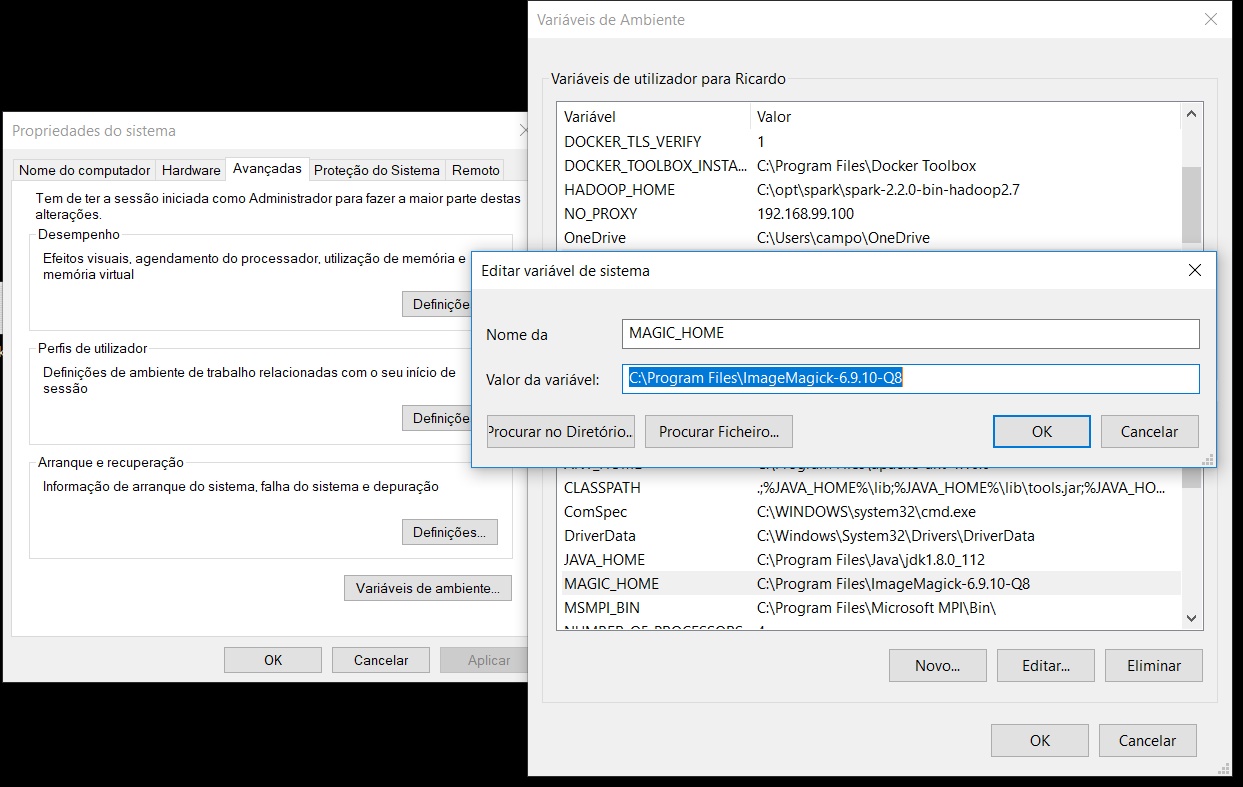 Variáveis de Ambiente
Variáveis de utilizador para Ricardo
Variável Valor
DOCKER_TLS_VERIFY 1
DOCKER_TOOLBOX_INSTA... C:\Program Files\Docker Toolbox
HADOOP_HOME C:\opt\spark\spark-2.2.0-bin-hadoop2.7
NO_PROXY 192.168.99.100
OneDrive C:\Users\campo\OneDrive
Propriedades do sistema
Nome do computador Hardware Avançadas Proteção do Sistema Remoto
Tem de ter a sessão iniciada como Administrador para fazer a maior parte destas
alterações.
Desempenho
Efeitos visuais, agendamento do processador, utilização de memória e
memória virtual
Definiçõe
Perfis de utilizador
Definições de ambiente de trabalho relacionadas com o seu início de
sessão
Definiçõe
Arranque e recuperação
Informação de arranque do sistema, falha do sistema e depuração
Definições...
Variáveis de ambiente...
OK Cancelar Aplicar
Editar variável de sistema
Nome da MAGIC_HOME
Valor da variável: C:\Program Files\ImageMagick-6.9.10-Q8
Procurar no Diretório... Procurar Ficheiro... OK Cancelar
CLASSPATH .;%JAVA_HOME%\lib;%JAVA_HOME%\lib\tools.jar;%JAVA_HO...
ComSpec C:\WINDOWS\system32\cmd.exe
DriverData C:\Windows\System32\Drivers\DriverData
JAVA_HOME C:\Program Files\Java\jdk1.8.0_112
MAGIC_HOME C:\Program Files\ImageMagick-6.9.10-Q8
MSMPI_BIN C:\Program Files\Microsoft MPI\Bin\
NUMBER_OF_PROCESSORS 4
Novo... Editar... Eliminar
OK Cancelar